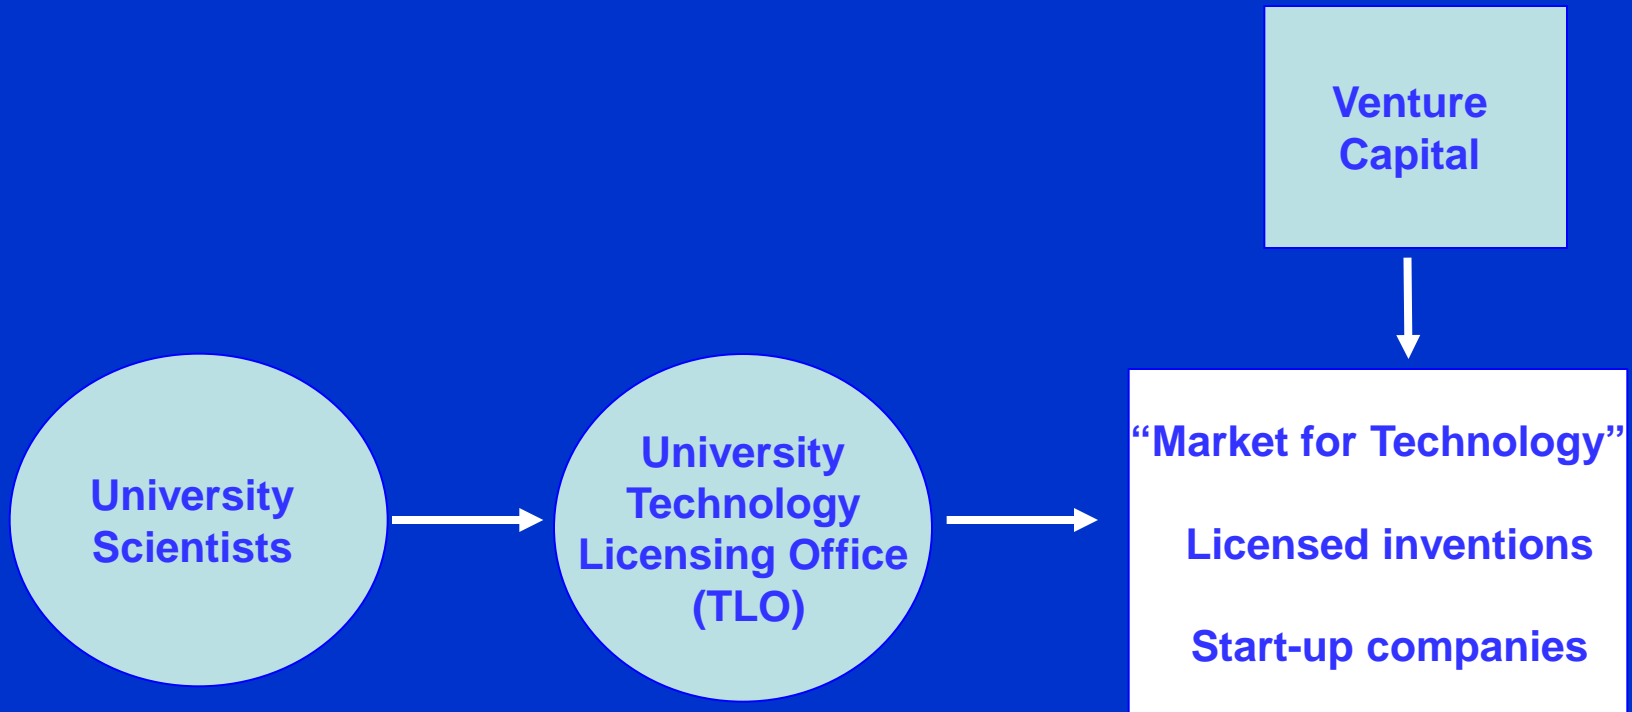 Venture
Capital
University
Scientists
University
Technology
Licensing Office
(TLO)
“Market for Technology”
Licensed inventions
Start-up companies